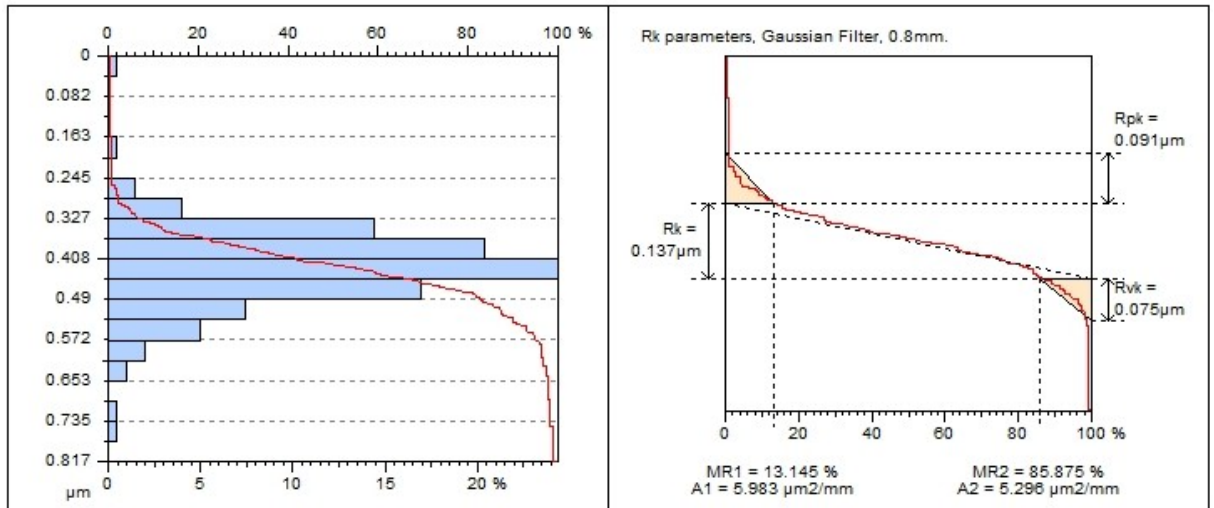 0 20 40 60 80 100 %
0
0.082
0.163
0.245
0.327
0.408
0.49
0.572
0.653
0.735
0.817
µm
0 5 10 15 20 %
Rk parameters, Gaussian Filter, 0.8mm.
Rpk =
0.091µm
Rk =
0.137µm
Rvk =
0.075µm
0 20 40 60 80 100 %
MR1 = 13.145 % MR2 = 85.875 %
A1 = 5.983 µm2/mm A2 = 5.296 µm2/mm